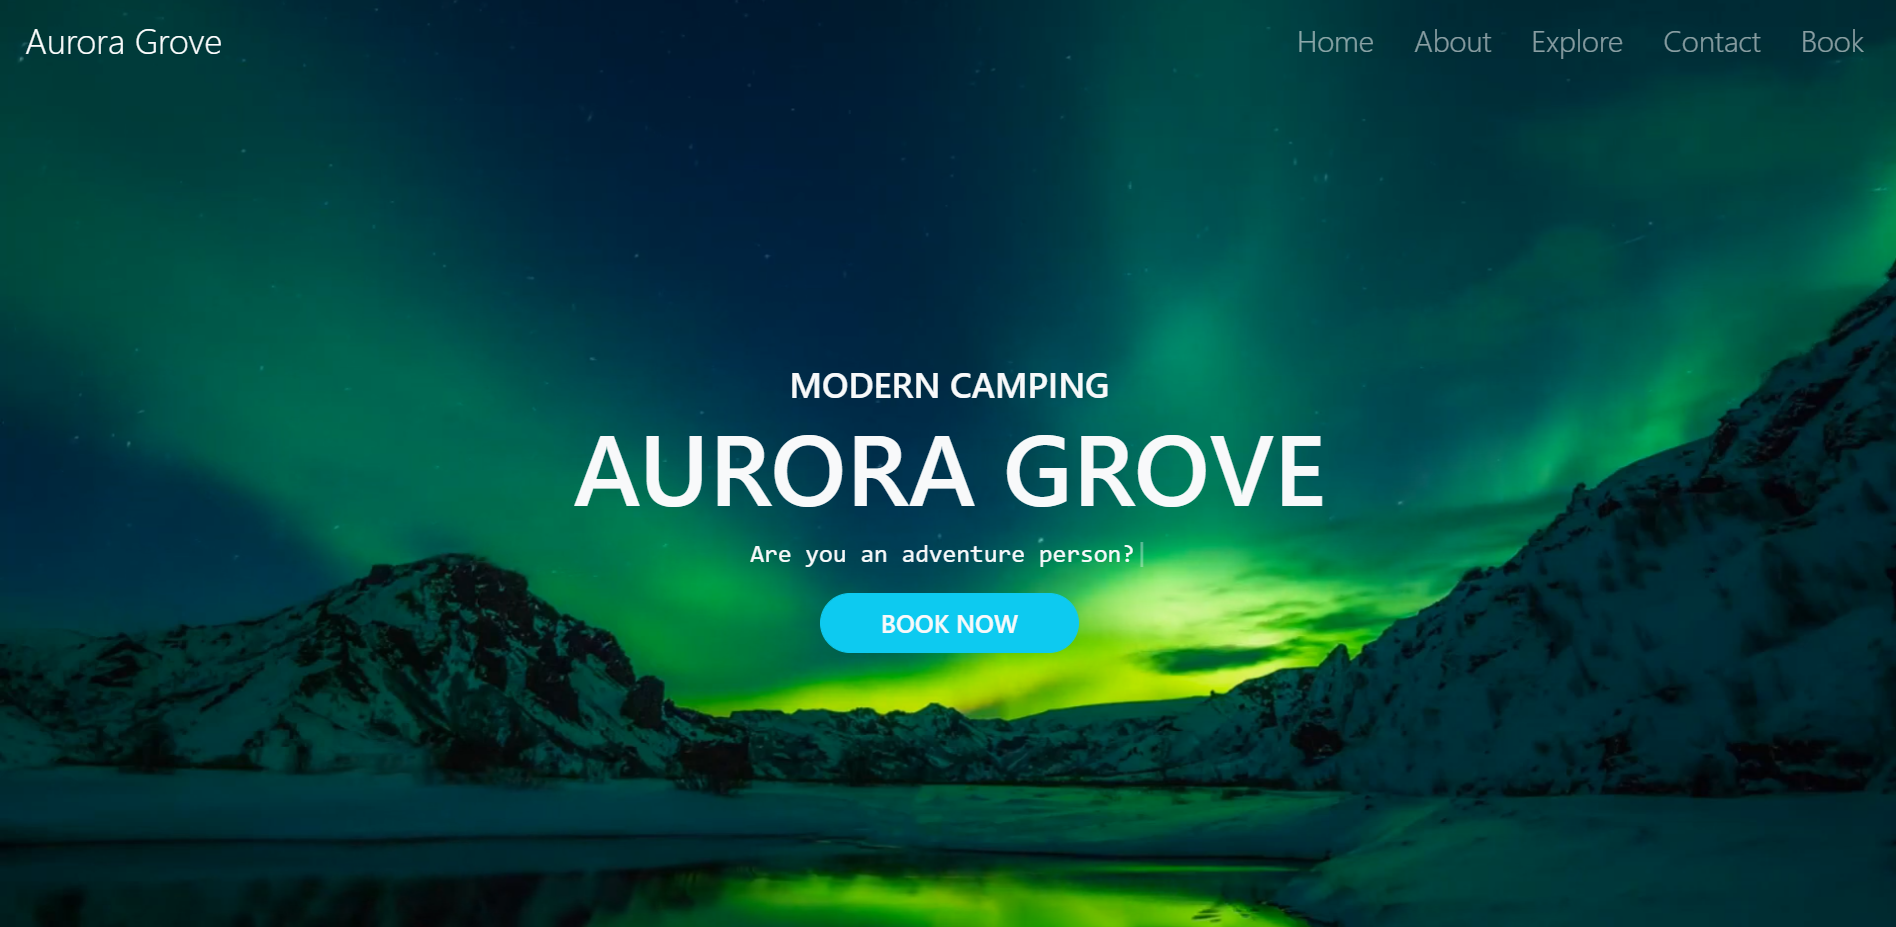 Aurora Grove
Home About Explore Contact Book
MODERN CAMPING
AURORA GROVE
Are you an adventure person?
BOOK NOW